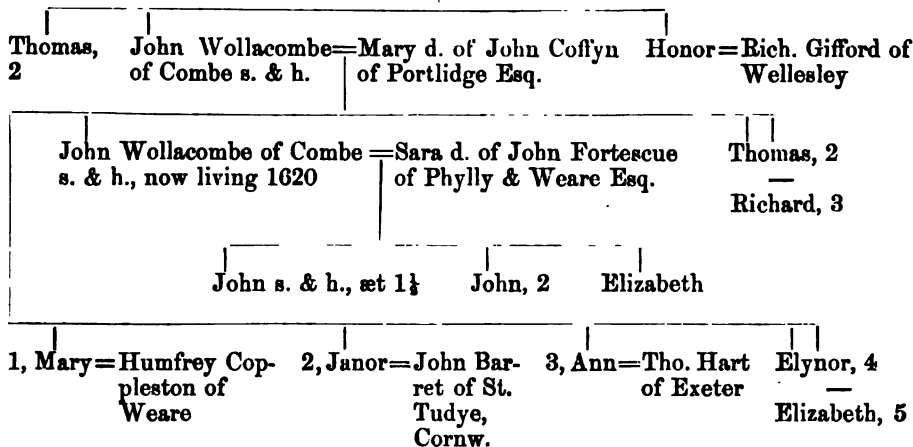 Thomas, 2
John Wollacombe=Mary d. of John Coffyn
of Combe s. & h. of Portlidge Esq.
Honor=Rich. Gifford of
Wellesley
John Wollacombe of Combe=Sara d. of John Fortescue
s. & h., now living 1620 of Phylly & Weare Esq.
Thomas, 2
—
Richard, 3
John s. & h., æt 1½
John, 2
Elizabeth
1, Mary=Humfrey Cop-
pleston of
Weare
2, Janor=John Bar-
ret of St.
Tudye,
Cornw.
3, Ann=Tho. Hart
of Exeter
Elynor, 4
—
Elizabeth, 5